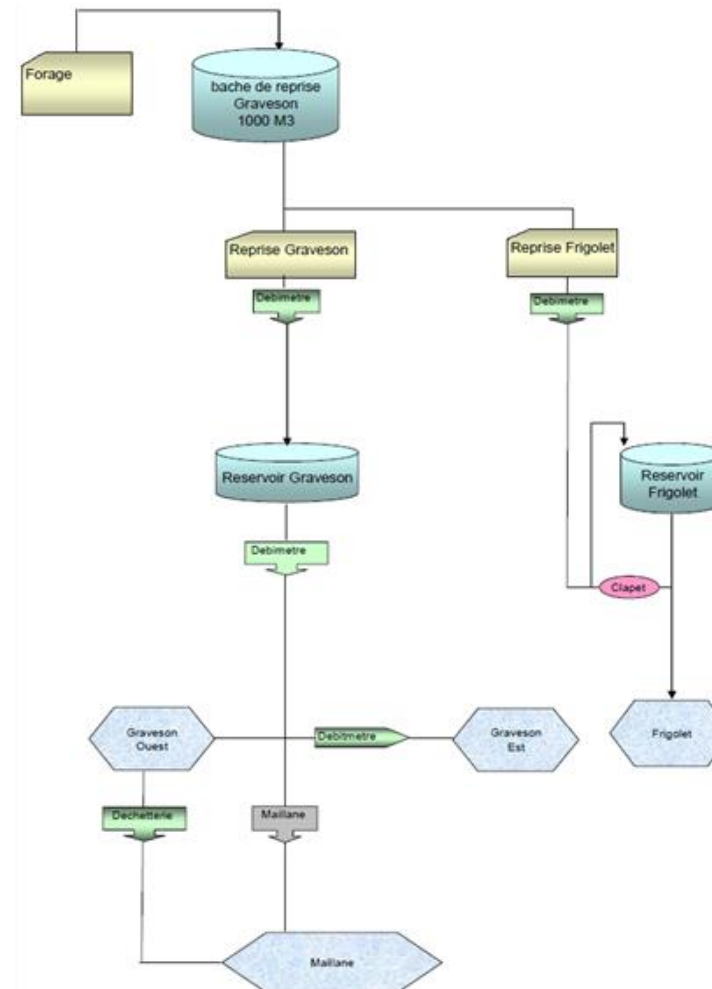 Forage
bache de reprise
Graveson
1000 M3
Reprise Graveson
Reprise Frigolet
Debimetre
Debimetre
Reservoir Graveson
Reservoir
Frigolet
Debimetre
Clapet
Graveson
Ouest
Debitmetre
Graveson
Est
Frigolet
Dechetterie
Maillane
Maillane